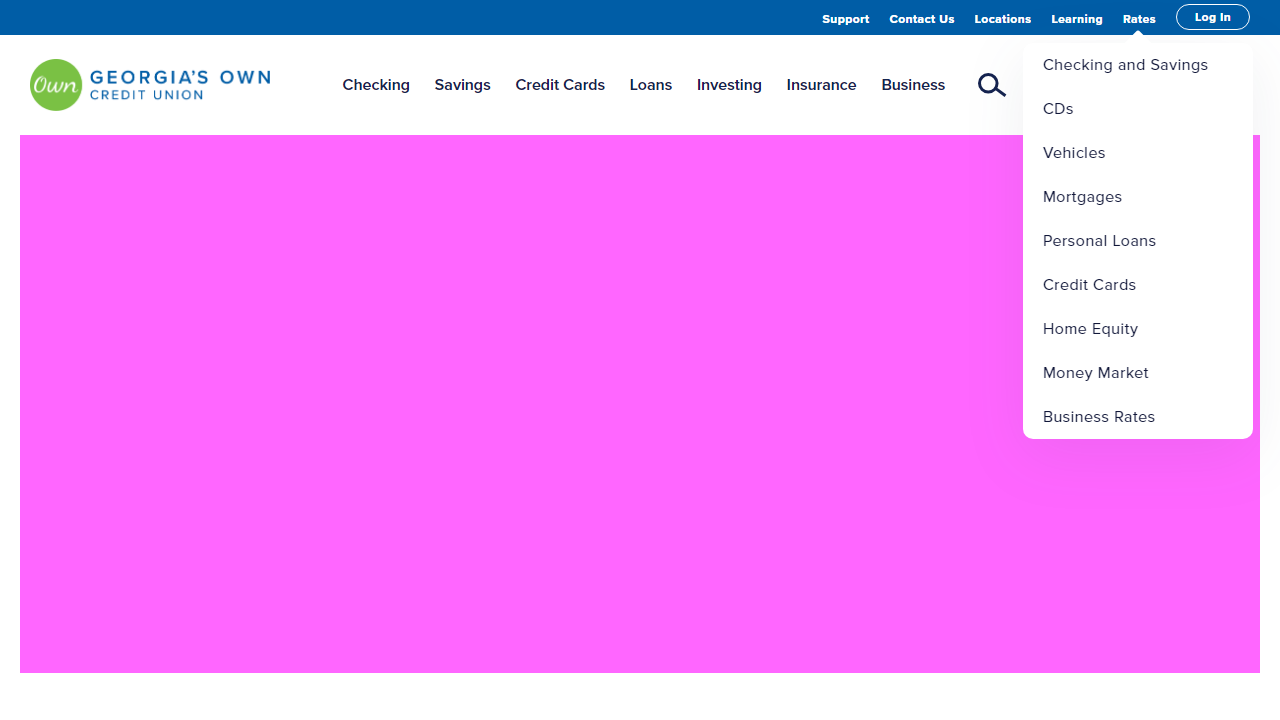 Support Contact Us Locations Learning Rates Log In
Own GEORGIA'S OWN
CREDIT UNION
Checking Savings Credit Cards Loans Investing Insurance Business
Checking and Savings
CDs
Vehicles
Mortgages
Personal Loans
Credit Cards
Home Equity
Money Market
Business Rates